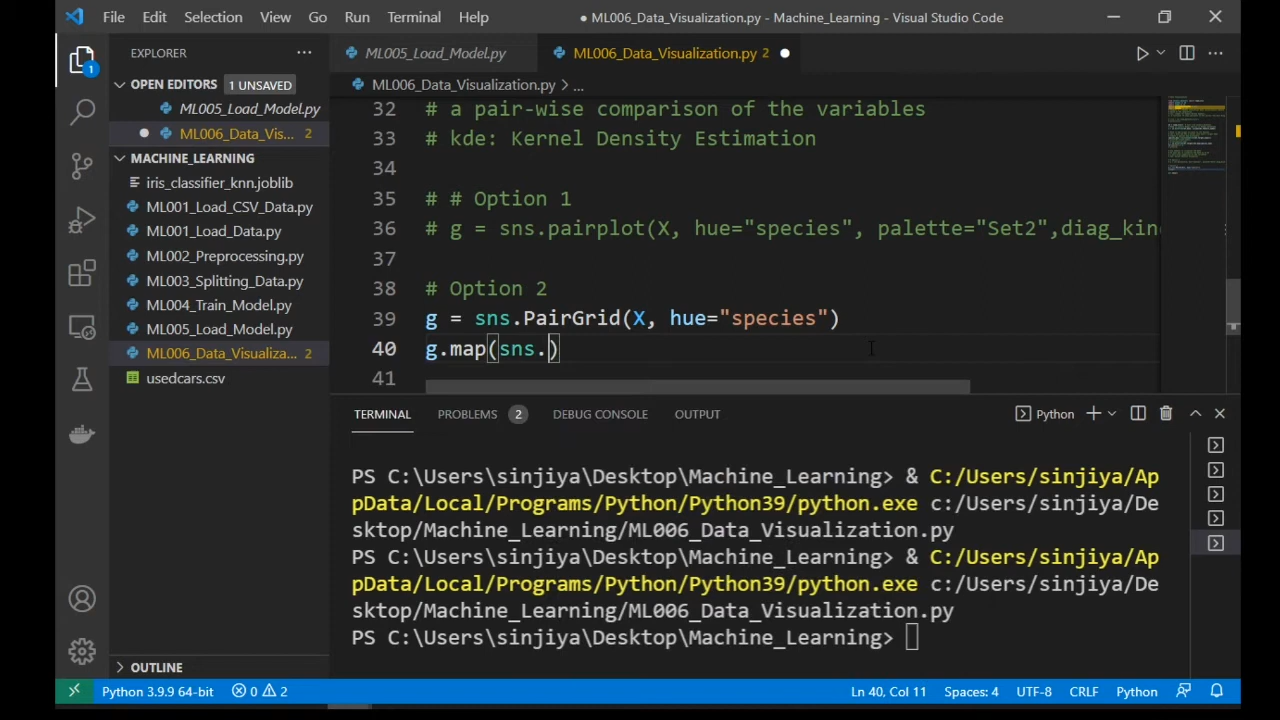 File Edit Selection View Go Run Terminal Help
● ML006_Data_Visualization.py - Machine_Learning - Visual Studio Code
EXPLORER
ML005_Load_Model.py
ML006_Data_Visualization.py 2
OPEN EDITORS 1 UNSAVED
ML006_Data_Visualization.py > ...
ML005_Load_Model.py
ML006_Data_Vis... 2
MACHINE_LEARNING
iris_classifier_knn.joblib
ML001_Load_CSV_Data.py
ML001_Load_Data.py
ML002_Preprocessing.py
ML003_Splitting_Data.py
ML004_Train_Model.py
ML005_Load_Model.py
ML006_Data_Visualiza... 2
usedcars.csv
OUTLINE
1
32 # a pair-wise comparison of the variables
33 # kde: Kernel Density Estimation
34
35 # # Option 1
36 # g = sns.pairplot(X, hue="species", palette="Set2",diag_kin
37
38 # Option 2
39 g = sns.PairGrid(X, hue="species")
40 g.map(sns.)
41
TERMINAL PROBLEMS 2 DEBUG CONSOLE OUTPUT
Python
PS C:\Users\sinjiya\Desktop\Machine_Learning> & C:/Users/sinjiya/Ap
pData/Local/Programs/Python/Python39/python.exe c:/Users/sinjiya/De
sktop/Machine_Learning/ML006_Data_Visualization.py
PS C:\Users\sinjiya\Desktop\Machine_Learning> & C:/Users/sinjiya/Ap
pData/Local/Programs/Python/Python39/python.exe c:/Users/sinjiya/De
sktop/Machine_Learning/ML006_Data_Visualization.py
PS C:\Users\sinjiya\Desktop\Machine_Learning>
Python 3.9.9 64-bit 0 2 Ln 40, Col 11 Spaces: 4 UTF-8 CRLF Python